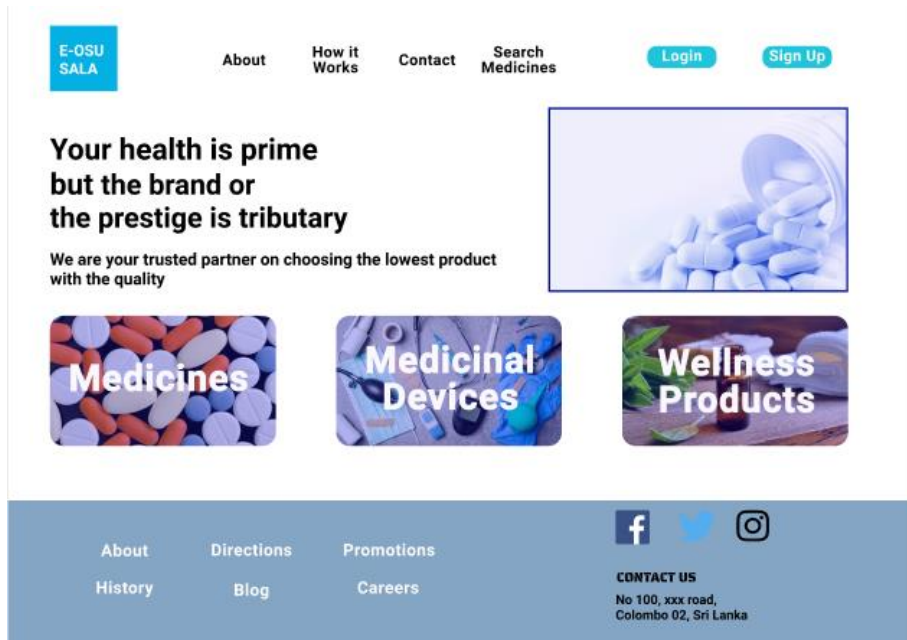 E-OSU
SALA
About
How it
Works
Contact
Search
Medicines
Login
Sign Up
Your health is prime
but the brand or
the prestige is tributary
We are your trusted partner on choosing the lowest product
with the quality
Medicines
Medicinal
Devices
Wellness
Products
About
Directions
Promotions
History
Blog
Careers
CONTACT US
No 100, xxx road,
Colombo 02, Sri Lanka